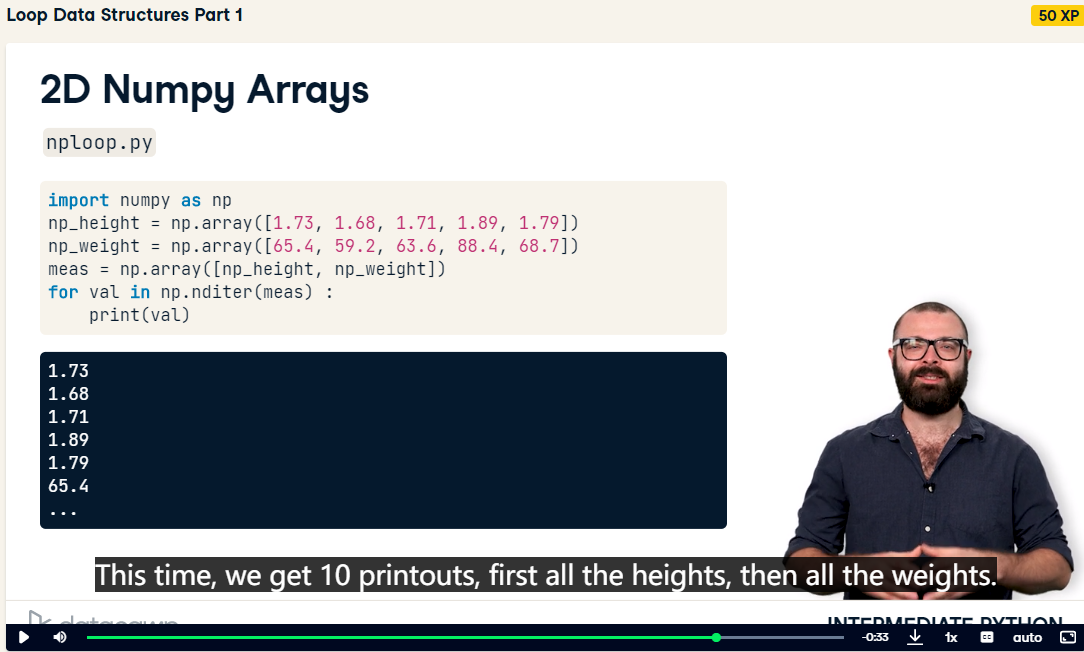 Loop Data Structures Part 1
50 XP
2D Numpy Arrays
nploop.py
import numpy as np
np_height = np.array([1.73, 1.68, 1.71, 1.89, 1.79])
np_weight = np.array([65.4, 59.2, 63.6, 88.4, 68.7])
meas = np.array([np_height, np_weight])
for val in np.nditer(meas) :
    print(val)
1.73
1.68
1.71
1.89
1.79
65.4
...
This time, we get 10 printouts, first all the heights, then all the weights.
datacamp
INTERMEDIATE PYTHON
-0:33
1x
CC
auto